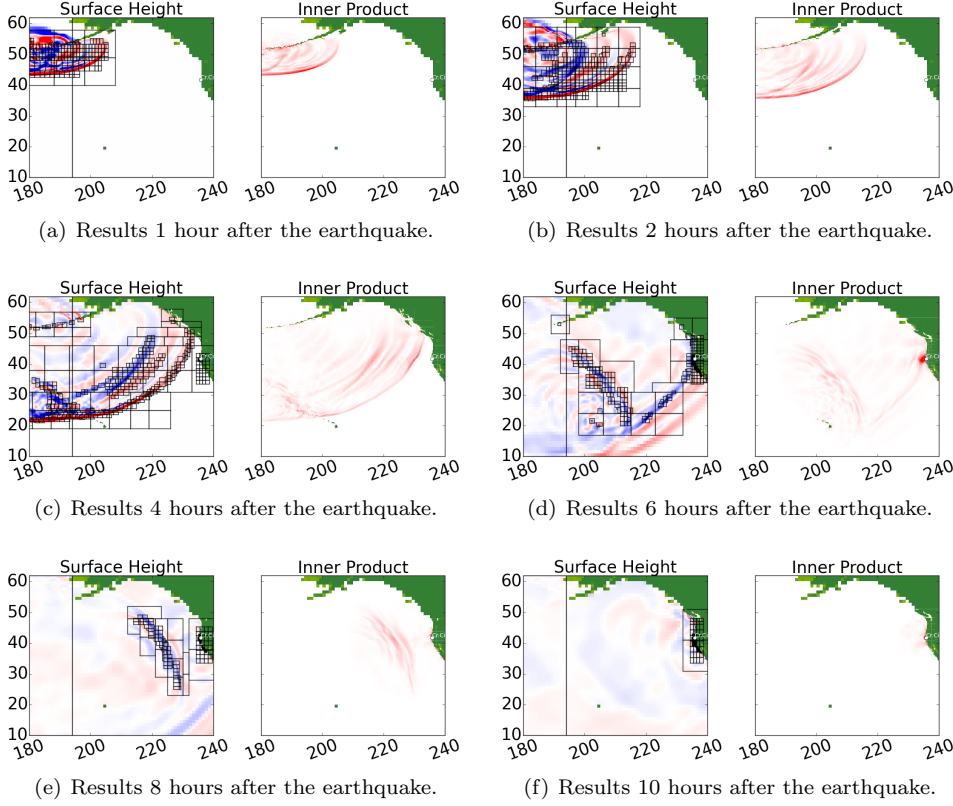 Surface Height Inner Product Surface Height Inner Product
60
50
40
30
20
10
180 200 220 240 180 200 220 240
60
50
40
30
20
10
180 200 220 240 180 200 220 240
(a) Results 1 hour after the earthquake.
(b) Results 2 hours after the earthquake.
Surface Height Inner Product Surface Height Inner Product
60
50
40
30
20
10
180 200 220 240 180 200 220 240
60
50
40
30
20
10
180 200 220 240 180 200 220 240
(c) Results 4 hours after the earthquake.
(d) Results 6 hours after the earthquake.
Surface Height Inner Product Surface Height Inner Product
60
50
40
30
20
10
180 200 220 240 180 200 220 240
60
50
40
30
20
10
180 200 220 240 180 200 220 240
(e) Results 8 hours after the earthquake.
(f) Results 10 hours after the earthquake.